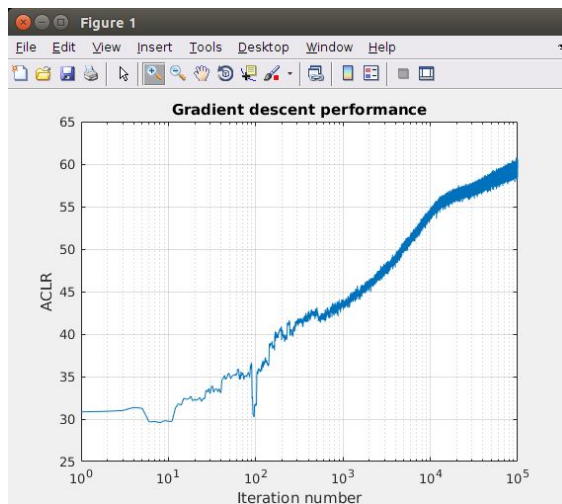 Figure 1
File Edit View Insert Tools Desktop Window Help
Gradient descent performance
65
60
55
50
45
40
35
30
25
ACLR
10^0 10^1 10^2 10^3 10^4 10^5
Iteration number